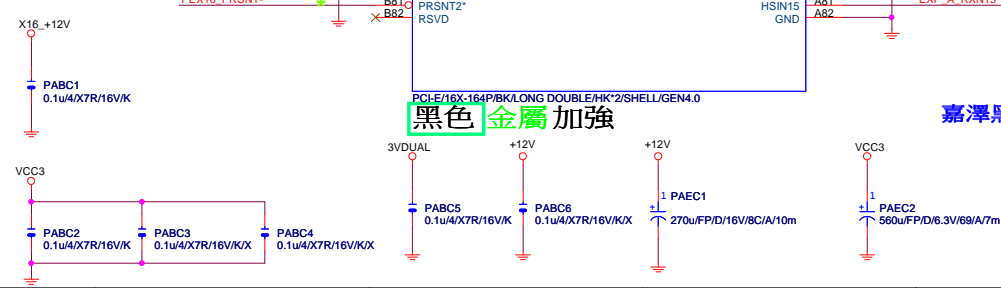 PRSNT2*
B82
RSVD
HSIN15
GND
A82
X16_+12V
PABC1
0.1u/4/X7R/16V/K
PCI-E/16X-164P/BK/LONG DOUBLE/HK*2/SHELL/GEN4.0
黑色 金屬 加強
嘉澤
3VDUAL
+12V
+12V
VCC3
VCC3
PABC5
0.1u/4/X7R/16V/K
PABC6
0.1u/4/X7R/16V/K/X
1
PAEC1
+
270u/FP/D/16V/8C/A/10m
1
PAEC2
+
560u/FP/D/6.3V/69/A/7m
PABC2
0.1u/4/X7R/16V/K
PABC3
0.1u/4/X7R/16V/K/X
PABC4
0.1u/4/X7R/16V/K/X